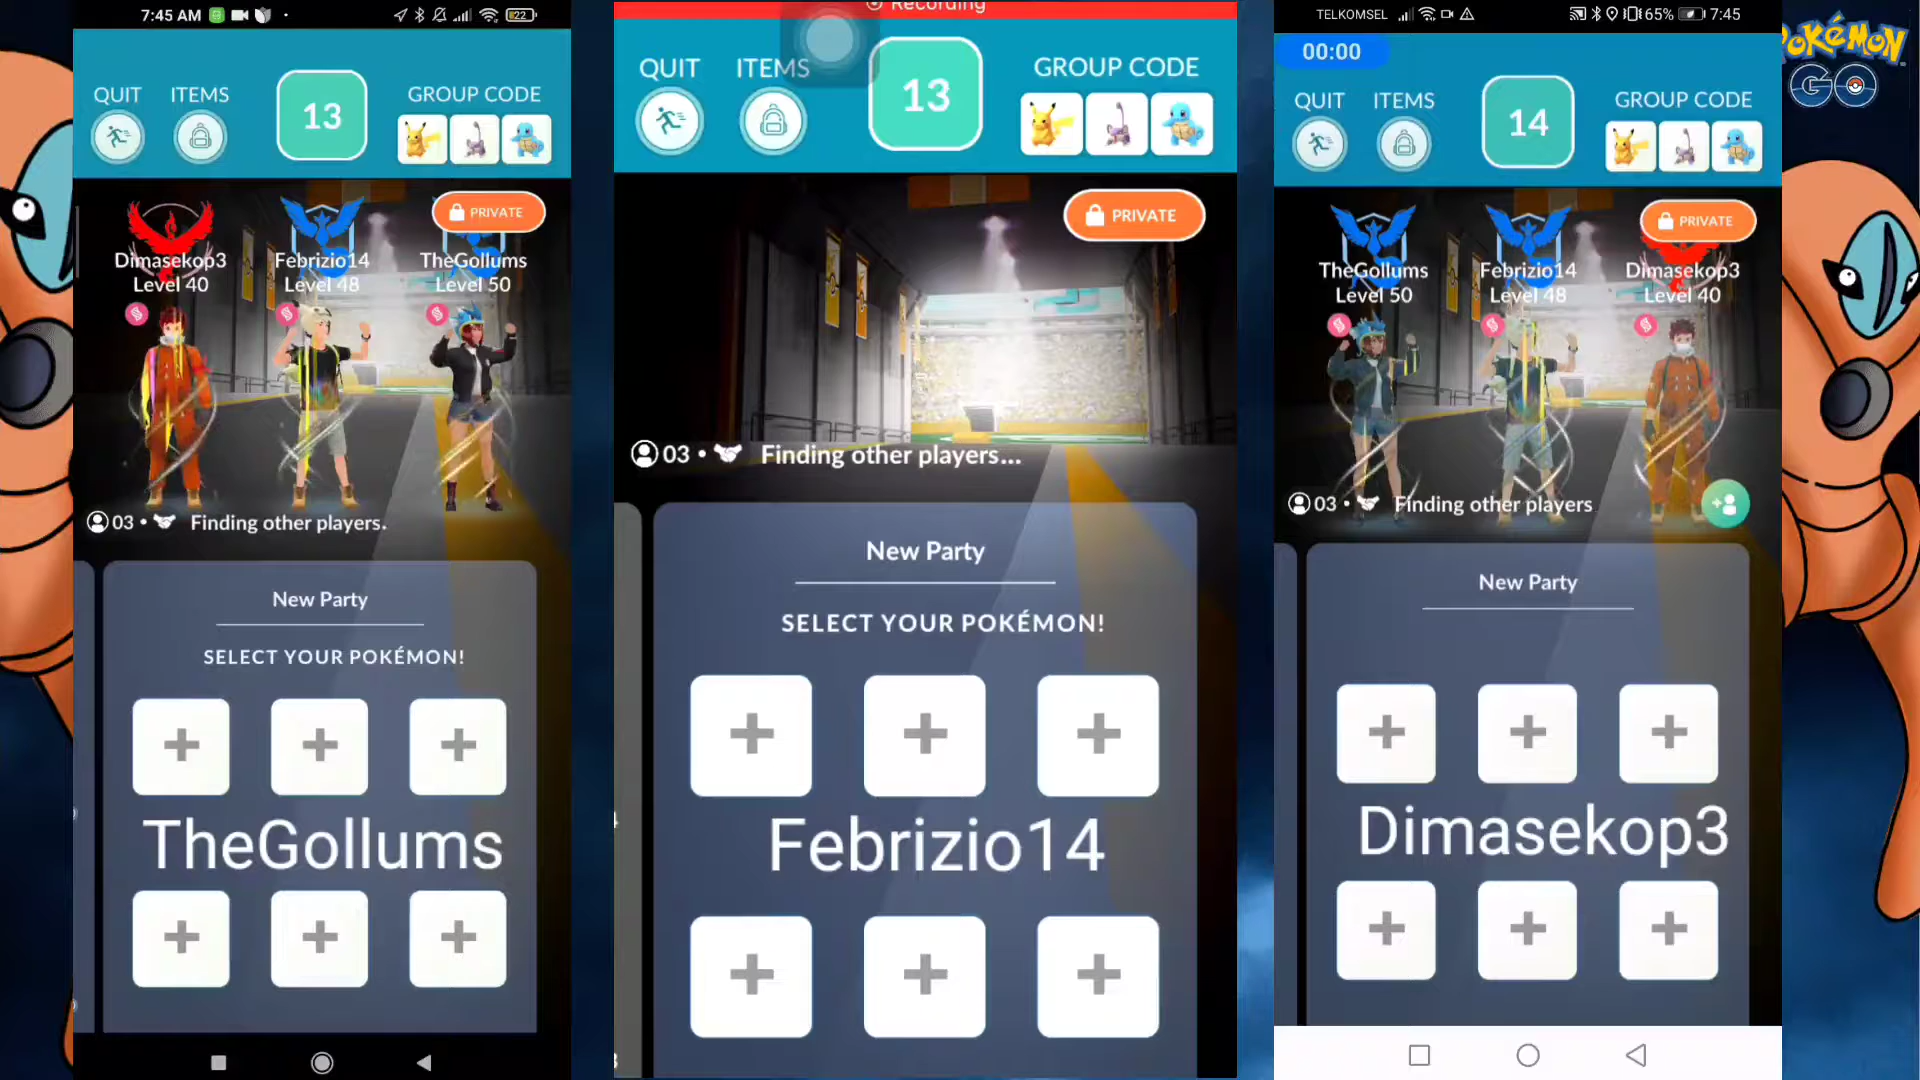 7:45 AM
22
QUIT ITEMS
13
GROUP CODE
PRIVATE
Dimasekop3
Level 40
Febrizio14
Level 48
TheGollums
Level 50
03 • Finding other players.
New Party
SELECT YOUR POKÉMON!
TheGollums
Recording
QUIT ITEMS
13
GROUP CODE
PRIVATE
03 • Finding other players...
New Party
SELECT YOUR POKÉMON!
Febrizio14
TELKOMSEL
65% 7:45
00:00
QUIT ITEMS
14
GROUP CODE
PRIVATE
TheGollums
Level 50
Febrizio14
Level 48
Dimasekop3
Level 40
03 • Finding other players
New Party
Dimasekop3
POKÉMON
GO